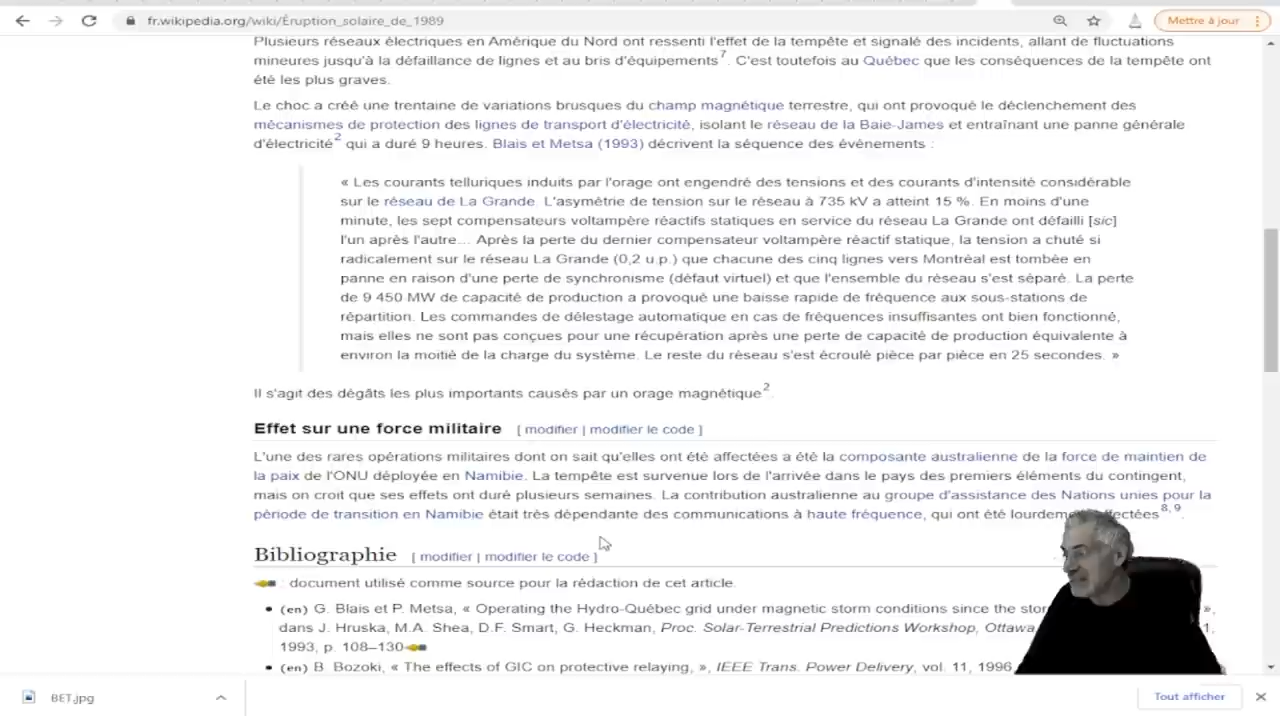 fr.wikipedia.org/wiki/Éruption_solaire_de_1989
Mettre à jour
Plusieurs réseaux électriques en Amérique du Nord ont ressenti l'effet de la tempête et signalé des incidents, allant de fluctuations
mineures jusqu'à la défaillance de lignes et au bris d'équipements7. C'est toutefois au Québec que les conséquences de la tempête ont
été les plus graves.
Le choc a créé une trentaine de variations brusques du champ magnétique terrestre, qui ont provoqué le déclenchement des
mécanismes de protection des lignes de transport d'électricité, isolant le réseau de la Baie-James et entraînant une panne générale
d'électricité2 qui a duré 9 heures. Blais et Metsa (1993) décrivent la séquence des évènements :
« Les courants telluriques induits par l'orage ont engendré des tensions et des courants d'intensité considérable
sur le réseau de La Grande. L'asymétrie de tension sur le réseau à 735 kV a atteint 15 %. En moins d'une
minute, les sept compensateurs voltampère réactifs statiques en service du réseau La Grande ont défailli [sic]
l'un après l'autre… Après la perte du dernier compensateur voltampère réactif statique, la tension a chuté si
radicalement sur le réseau La Grande (0,2 u.p.) que chacune des cinq lignes vers Montréal est tombée en
panne en raison d'une perte de synchronisme (défaut virtuel) et que l'ensemble du réseau s'est séparé. La perte
de 9 450 MW de capacité de production a provoqué une baisse rapide de fréquence aux sous-stations de
répartition. Les commandes de délestage automatique en cas de fréquences insuffisantes ont bien fonctionné,
mais elles ne sont pas conçues pour une récupération après une perte de capacité de production équivalente à
environ la moitié de la charge du système. Le reste du réseau s'est écroulé pièce par pièce en 25 secondes. »
Il s'agit des dégâts les plus importants causés par un orage magnétique2.
Effet sur une force militaire [ modifier | modifier le code ]
L'une des rares opérations militaires dont on sait qu'elles ont été affectées a été la composante australienne de la force de maintien de
la paix de l'ONU déployée en Namibie. La tempête est survenue lors de l'arrivée dans le pays des premiers éléments du contingent,
mais on croit que ses effets ont duré plusieurs semaines. La contribution australienne au groupe d'assistance des Nations unies pour la
période de transition en Namibie était très dépendante des communications à haute fréquence, qui ont été lourdement affectées8, 9.
Bibliographie [ modifier | modifier le code ]
: document utilisé comme source pour la rédaction de cet article.
• (en) G. Blais et P. Metsa, « Operating the Hydro-Québec grid under magnetic storm conditions since the stor »,
dans J. Hruska, M.A. Shea, D.F. Smart, G. Heckman, Proc. Solar-Terrestrial Predictions Workshop, Ottawa 1,
1993, p. 108–130
• (en) B. Bozoki, « The effects of GIC on protective relaying, », IEEE Trans. Power Delivery, vol. 11, 1996
BET.jpg
Tout afficher